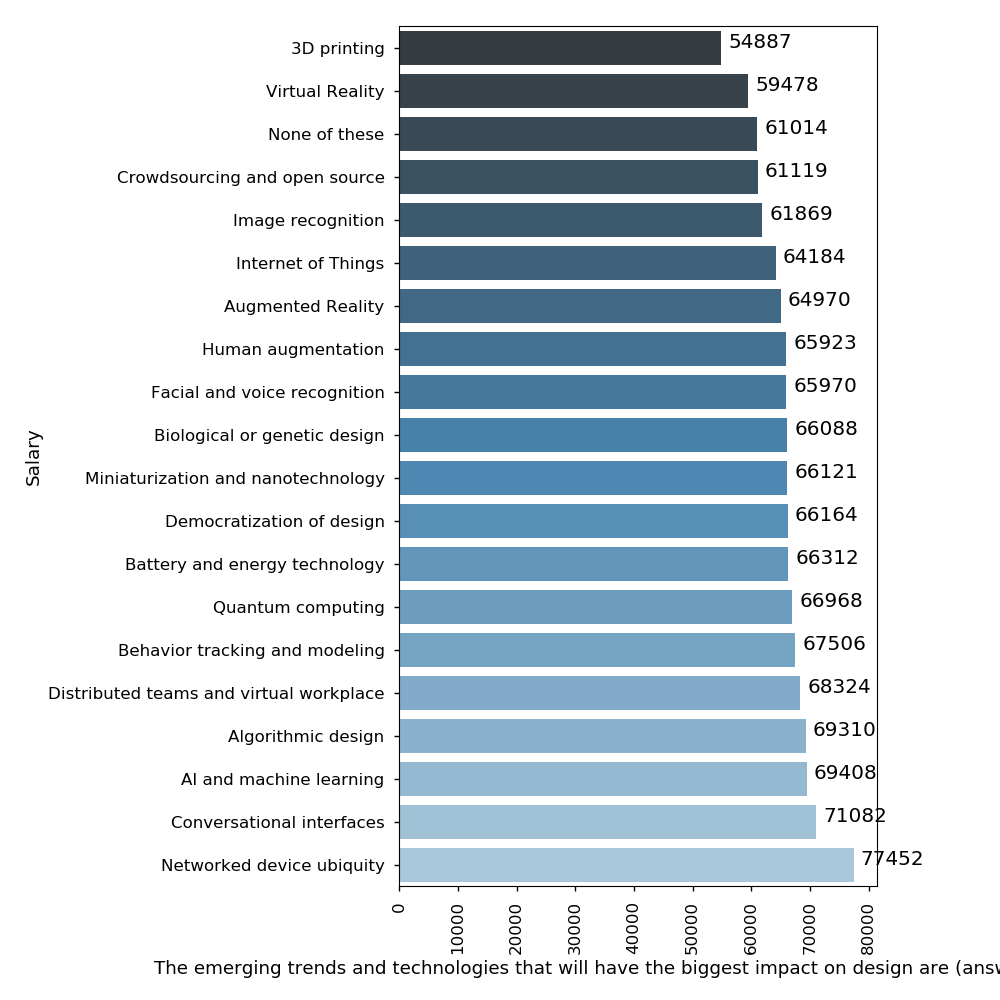 3D printing 54887
Virtual Reality 59478
None of these 61014
Crowdsourcing and open source 61119
Image recognition 61869
Internet of Things 64184
Augmented Reality 64970
Human augmentation 65923
Facial and voice recognition 65970
Biological or genetic design 66088
Miniaturization and nanotechnology 66121
Democratization of design 66164
Battery and energy technology 66312
Quantum computing 66968
Behavior tracking and modeling 67506
Distributed teams and virtual workplace 68324
Algorithmic design 69310
AI and machine learning 69408
Conversational interfaces 71082
Networked device ubiquity 77452
Salary
0 10000 20000 30000 40000 50000 60000 70000 80000
The emerging trends and technologies that will have the biggest impact on design are